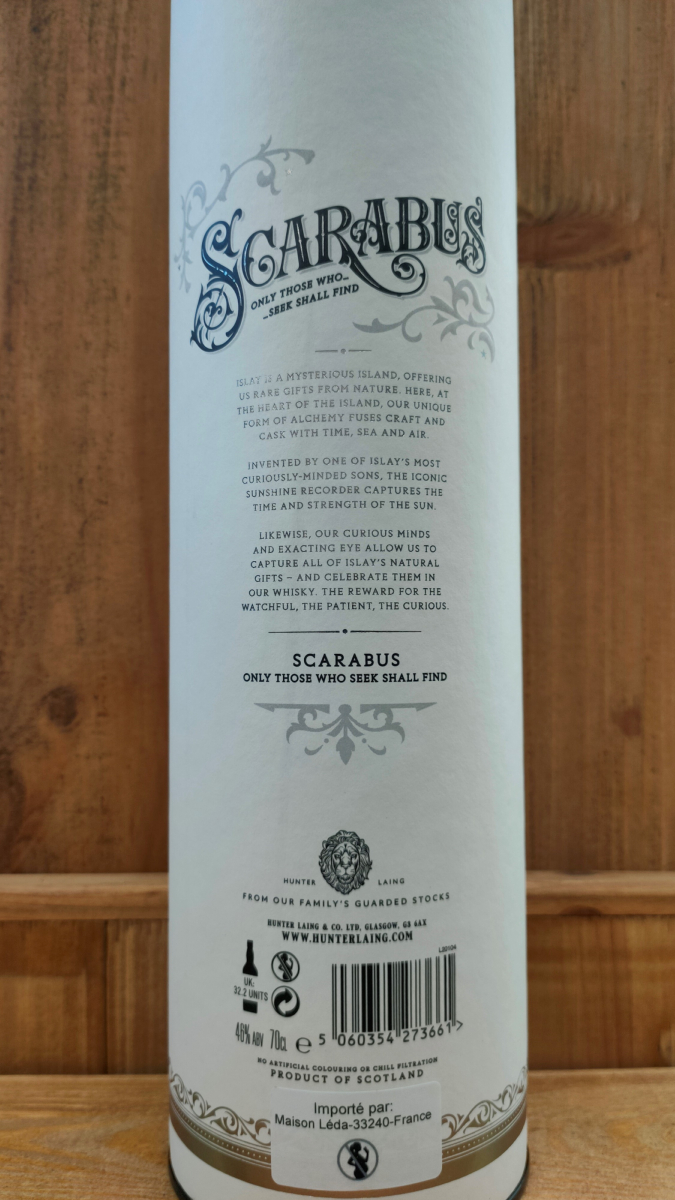 SCARABUS
ONLY THOSE WHO_
_SEEK SHALL FIND
ISLAY IS A MYSTERIOUS ISLAND, OFFERING
US RARE GIFTS FROM NATURE. HERE, AT
THE HEART OF THE ISLAND, OUR UNIQUE
FORM OF ALCHEMY FUSES CRAFT AND
CASK WITH TIME, SEA AND AIR.
INVENTED BY ONE OF ISLAY'S MOST
CURIOUSLY-MINDED SONS, THE ICONIC
SUNSHINE RECORDER CAPTURES THE
TIME AND STRENGTH OF THE SUN.
LIKEWISE, OUR CURIOUS MINDS
AND EXACTING EYE ALLOW US TO
CAPTURE ALL OF ISLAY'S NATURAL
GIFTS – AND CELEBRATE THEM IN
OUR WHISKY. THE REWARD FOR THE
WATCHFUL, THE PATIENT, THE CURIOUS.
SCARABUS
ONLY THOSE WHO SEEK SHALL FIND
HUNTER LAING
FROM OUR FAMILY'S GUARDED STOCKS
HUNTER LAING & CO. LTD, GLASGOW, G3 6AX
WWW.HUNTERLAING.COM
L20104
UK:
32.2 UNITS
46% ABV 70CL e
5 060354 273661 >
NO ARTIFICIAL COLOURING OR CHILL FILTRATION
PRODUCT OF SCOTLAND
Importé par:
Maison Léda-33240-France